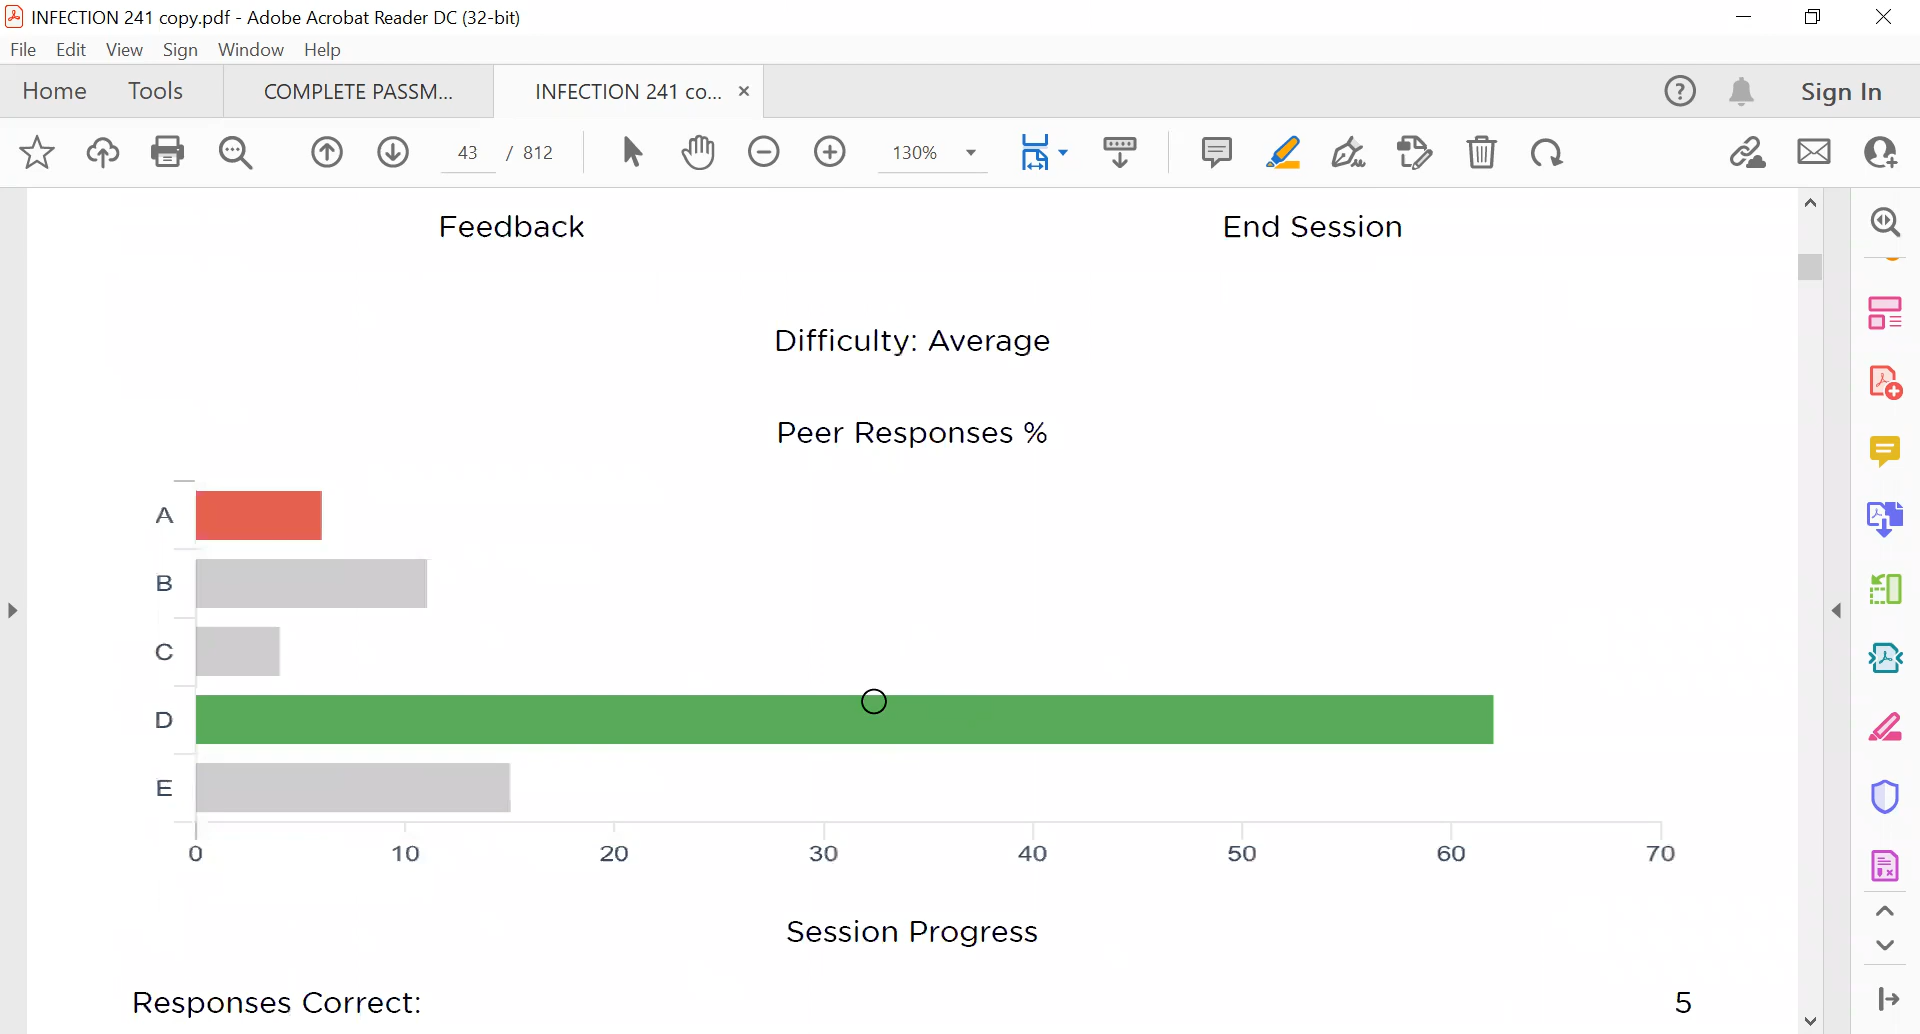 INFECTION 241 copy.pdf - Adobe Acrobat Reader DC (32-bit)
File Edit View Sign Window Help
Home Tools COMPLETE PASSM... INFECTION 241 co... × Sign In
43 / 812 130%
Feedback End Session
Difficulty: Average
Peer Responses %
A
B
C
D
E
0 10 20 30 40 50 60 70
Session Progress
Responses Correct: 5